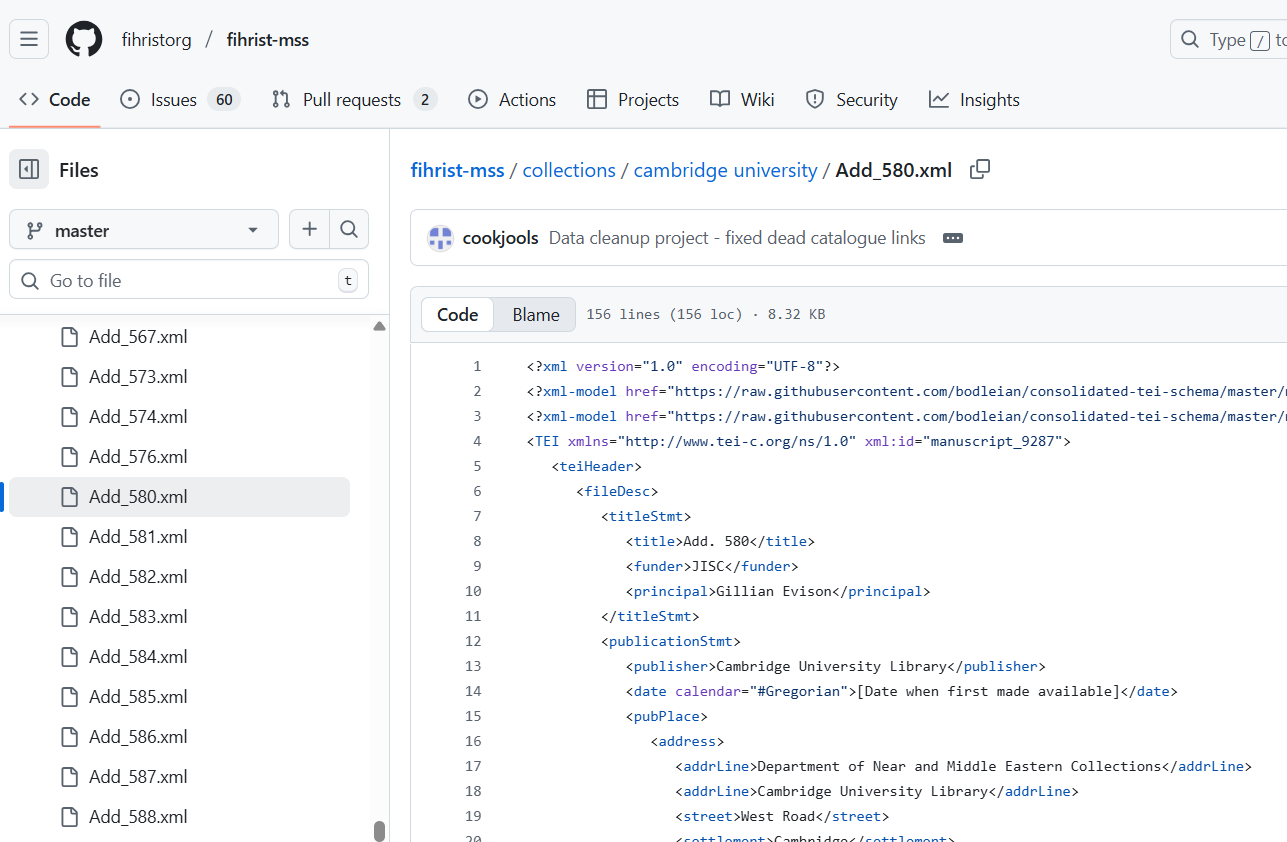 fihristorg / fihrist-mss
Type / to
Code
Issues 60
Pull requests 2
Actions
Projects
Wiki
Security
Insights
Files
master
Go to file
t
Add_567.xml
Add_573.xml
Add_574.xml
Add_576.xml
Add_580.xml
Add_581.xml
Add_582.xml
Add_583.xml
Add_584.xml
Add_585.xml
Add_586.xml
Add_587.xml
Add_588.xml
fihrist-mss / collections / cambridge university / Add_580.xml
cookjools Data cleanup project - fixed dead catalogue links
Code Blame 156 lines (156 loc) · 8.32 KB
1 <?xml version="1.0" encoding="UTF-8"?>
2 <?xml-model href="https://raw.githubusercontent.com/bodleian/consolidated-tei-schema/master/
3 <?xml-model href="https://raw.githubusercontent.com/bodleian/consolidated-tei-schema/master/
4 <TEI xmlns="http://www.tei-c.org/ns/1.0" xml:id="manuscript_9287">
5 <teiHeader>
6 <fileDesc>
7 <titleStmt>
8 <title>Add. 580</title>
9 <funder>JISC</funder>
10 <principal>Gillian Evison</principal>
11 </titleStmt>
12 <publicationStmt>
13 <publisher>Cambridge University Library</publisher>
14 <date calendar="#Gregorian">[Date when first made available]</date>
15 <pubPlace>
16 <address>
17 <addrLine>Department of Near and Middle Eastern Collections</addrLine>
18 <addrLine>Cambridge University Library</addrLine>
19 <street>West Road</street>
20 <settlement>Cambridge</settlement>